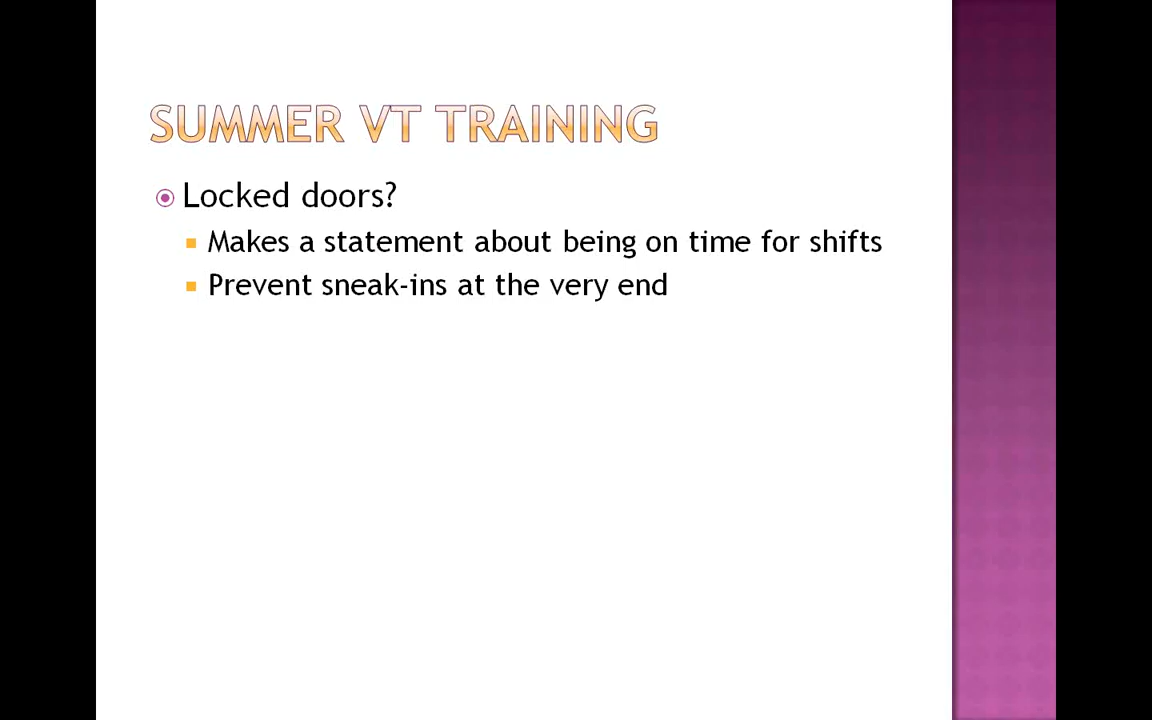 SUMMER VT TRAINING
Locked doors?
Makes a statement about being on time for shifts
Prevent sneak-ins at the very end